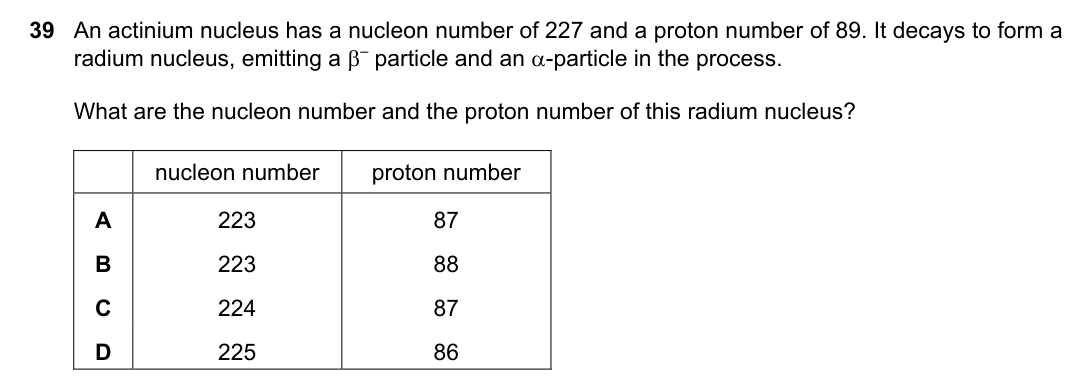 39 An actinium nucleus has a nucleon number of 227 and a proton number of 89. It decays to form a
radium nucleus, emitting a β⁻ particle and an α-particle in the process.
What are the nucleon number and the proton number of this radium nucleus?
nucleon number proton number
A 223 87
B 223 88
C 224 87
D 225 86